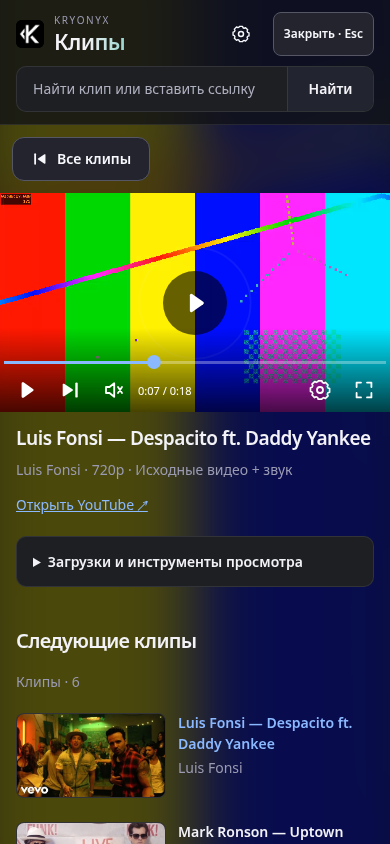 KRYONYX
Клипы
Закрыть · Esc
Найти клип или вставить ссылку
Найти
Все клипы
0:07 / 0:18
Luis Fonsi — Despacito ft. Daddy Yankee
Luis Fonsi · 720p · Исходные видео + звук
Открыть YouTube ↗
▶ Загрузки и инструменты просмотра
Следующие клипы
Клипы · 6
Luis Fonsi — Despacito ft.
Daddy Yankee
Luis Fonsi
vevo
Mark Ronson — Uptown